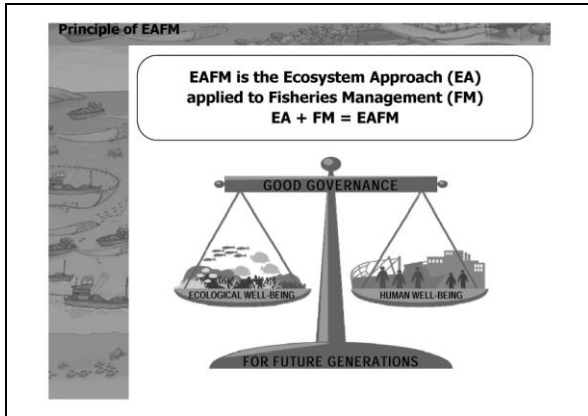 Principle of EAFM
EAFM is the Ecosystem Approach (EA)
applied to Fisheries Management (FM)
EA + FM = EAFM
GOOD GOVERNANCE
ECOLOGICAL WELL-BEING
HUMAN WELL-BEING
FOR FUTURE GENERATIONS